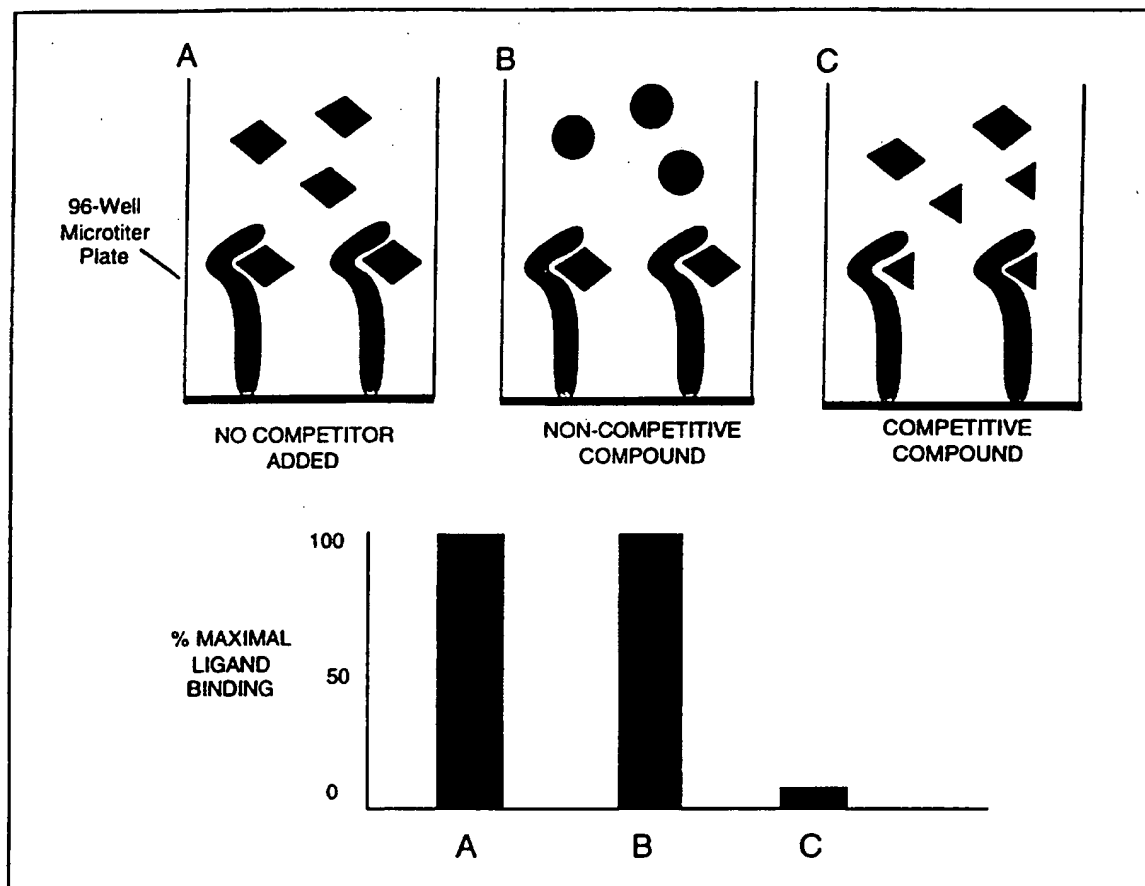 A
B
C
96-Well
Microtiter
Plate
NO COMPETITOR
ADDED
NON-COMPETITIVE
COMPOUND
COMPETITIVE
COMPOUND
% MAXIMAL
LIGAND
BINDING
100
50
0
A
B
C